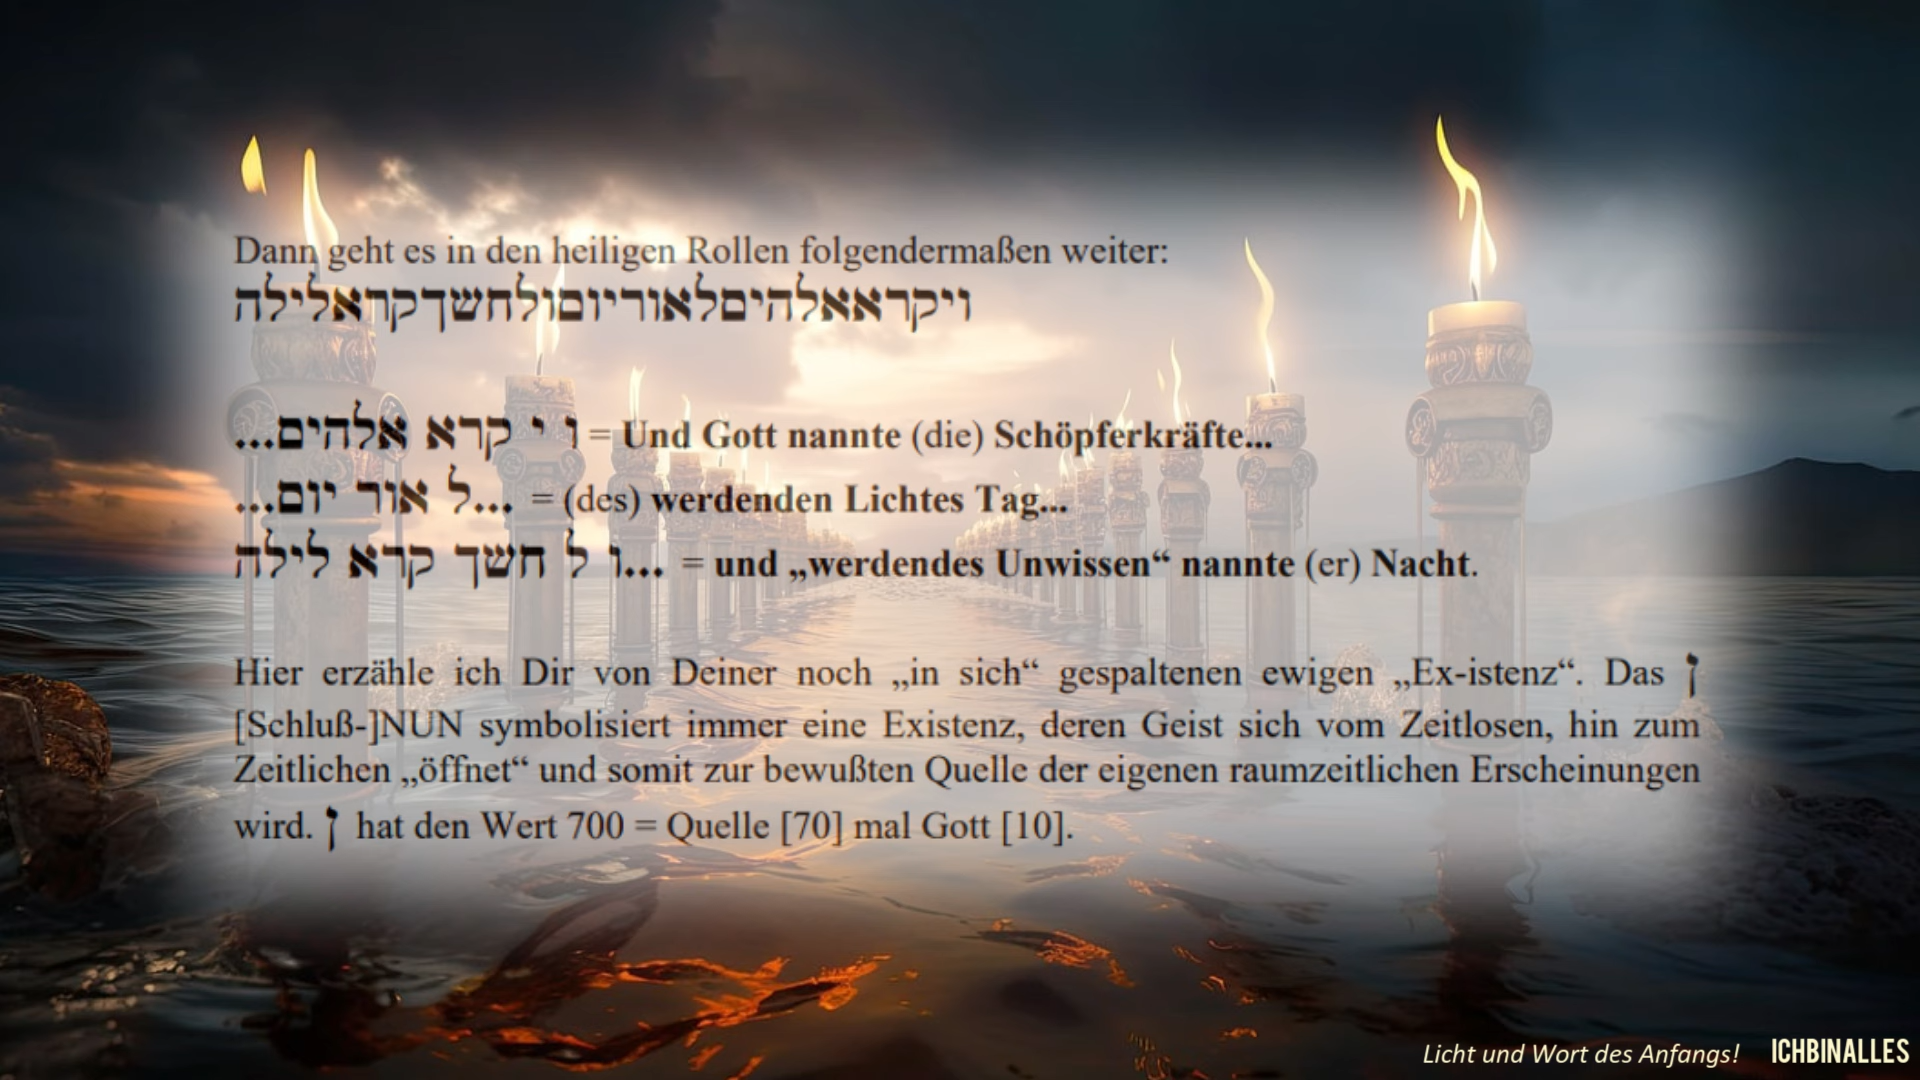 Dann geht es in den heiligen Rollen folgendermaßen weiter:
ויקראאלהיםלאוריוםולחשךקראלילה
ו י קרא אלהים... = Und Gott nannte (die) Schöpferkräfte...
...ל אור יום... = (des) werdenden Lichtes Tag...
...ו ל חשך קרא לילה = und „werdendes Unwissen“ nannte (er) Nacht.
Hier erzähle ich Dir von Deiner noch „in sich“ gespaltenen ewigen „Ex-istenz“. Das ן
[Schluß-]NUN symbolisiert immer eine Existenz, deren Geist sich vom Zeitlosen, hin zum
Zeitlichen „öffnet“ und somit zur bewußten Quelle der eigenen raumzeitlichen Erscheinungen
wird. ן hat den Wert 700 = Quelle [70] mal Gott [10].
Licht und Wort des Anfangs! ICHBINALLES